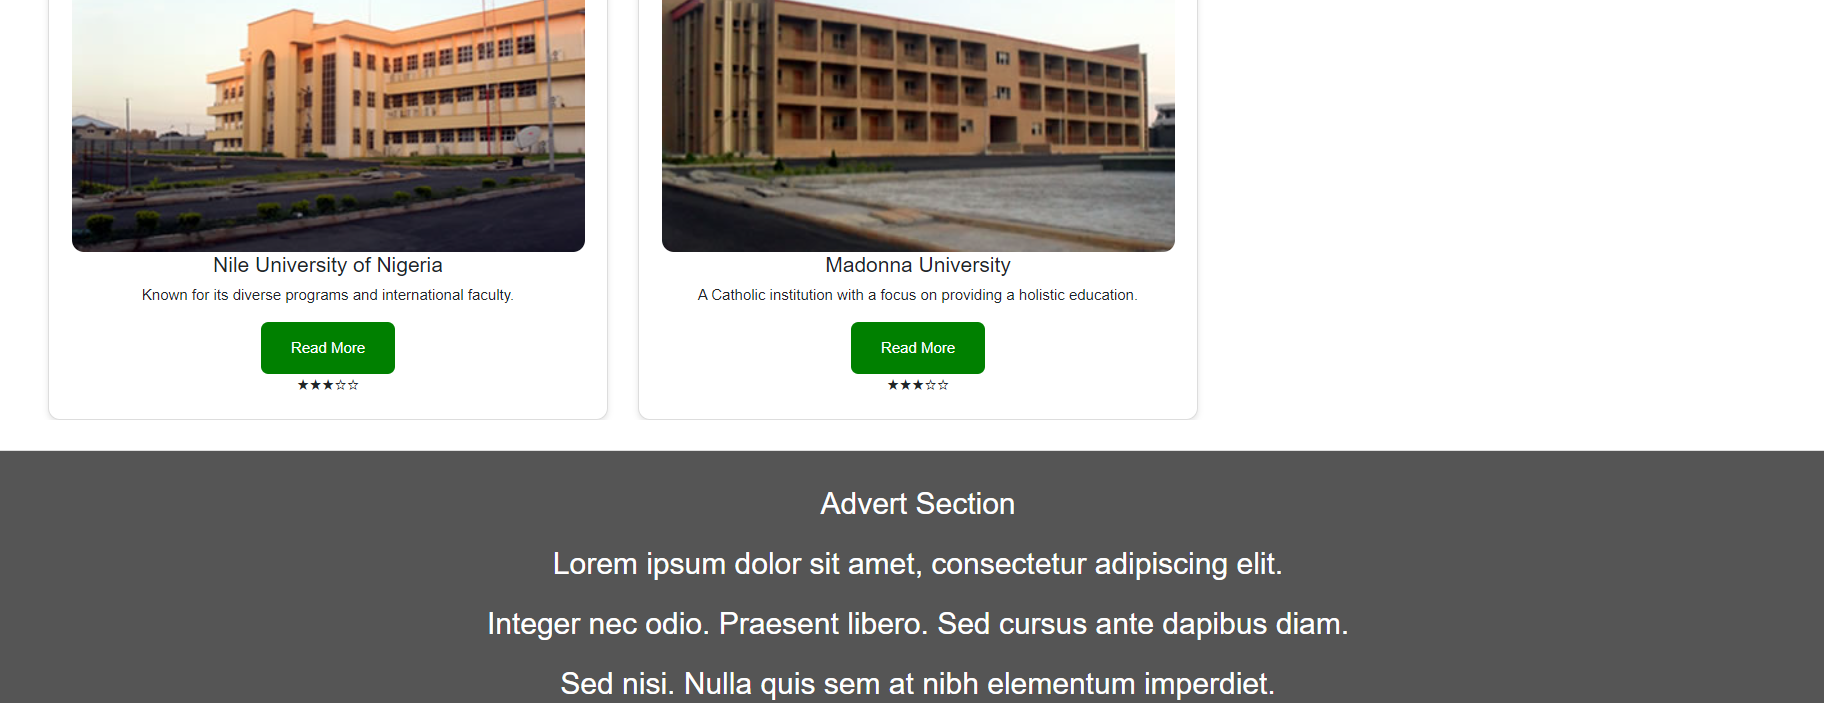 Nile University of Nigeria
Known for its diverse programs and international faculty.
Read More
★★★☆☆
Madonna University
A Catholic institution with a focus on providing a holistic education.
Read More
★★★☆☆
Advert Section
Lorem ipsum dolor sit amet, consectetur adipiscing elit.
Integer nec odio. Praesent libero. Sed cursus ante dapibus diam.
Sed nisi. Nulla quis sem at nibh elementum imperdiet.